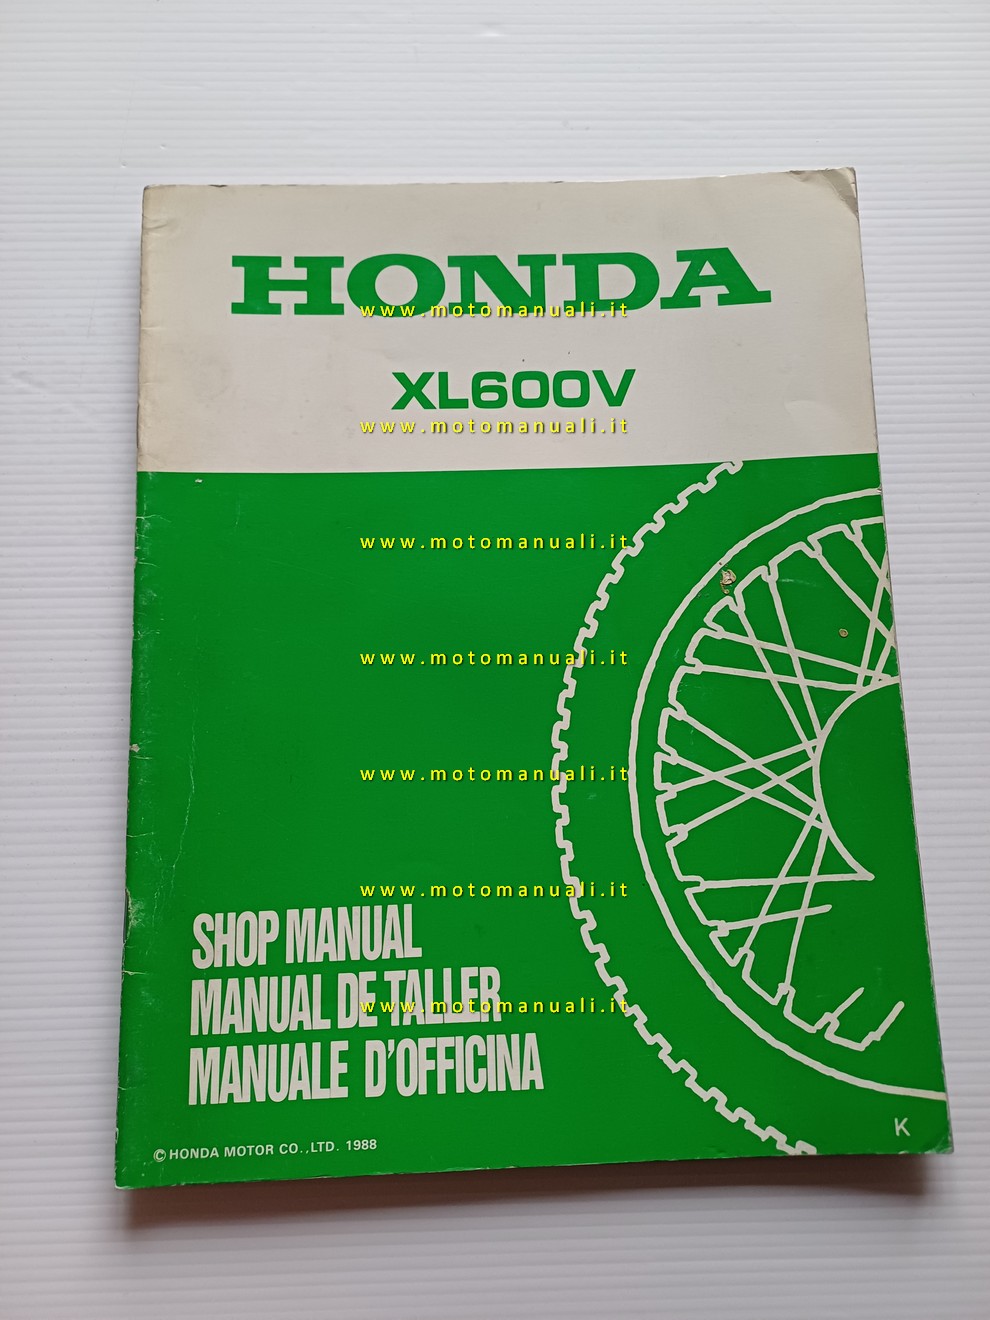 HONDA
www.motomanuali.it
XL600V
www.motomanuali.it
www.motomanuali.it
www.motomanuali.it
www.motomanuali.it
www.motomanuali.it
SHOP MANUAL
MANUAL DE TALLER
www.motomanuali.it
MANUALE D'OFFICINA
K
© HONDA MOTOR CO.,LTD. 1988